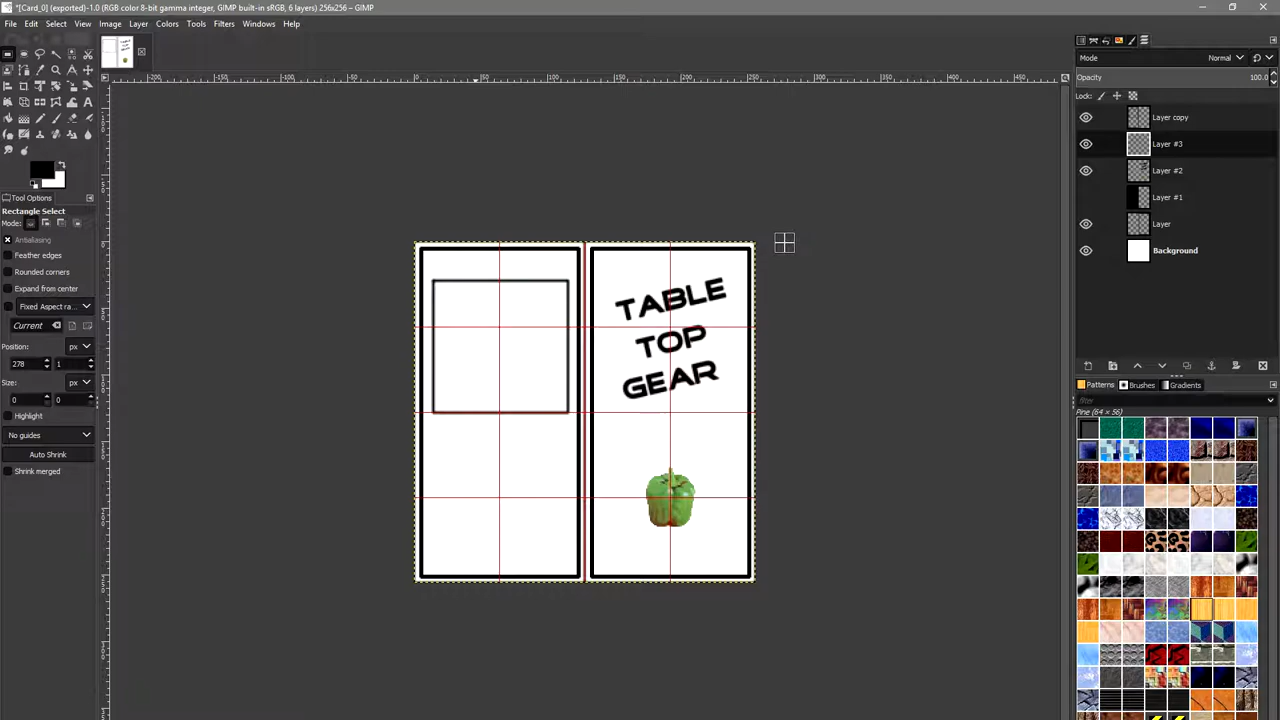 *[Card_0] (exported)-1.0 (RGB color 8-bit gamma integer, GIMP built-in sRGB, 6 layers) 256x256 – GIMP
File Edit Select View Image Layer Colors Tools Filters Windows Help
Tool Options
Rectangle Select
Mode:
Antialiasing
Feather edges
Rounded corners
Expand from center
Fixed Aspect ra...
Current
Position:
px
278
1
Size:
px
0
0
Highlight
No guides
Auto Shrink
Shrink merged
TABLE
TOP
GEAR
Mode
Normal
Opacity
100.0
Lock:
Layer copy
Layer #3
Layer #2
Layer #1
Layer
Background
Patterns
Brushes
Gradients
filter
Pine (64 × 56)